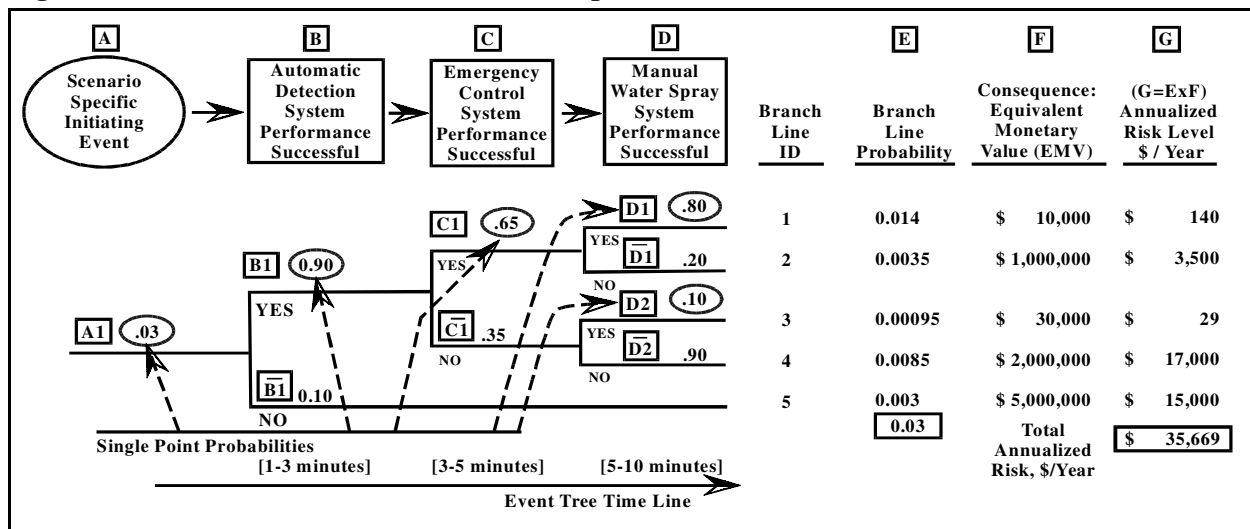 A B C D E F G
Scenario
Specific
Initiating
Event
Automatic
Detection
System
Performance
Successful
Emergency
Control
System
Performance
Successful
Manual
Water Spray
System
Performance
Successful
Branch
Line
ID
Branch
Line
Probability
Consequence:
Equivalent
Monetary
Value (EMV)
(G=ExF)
Annualized
Risk Level
$ / Year
A1 .03
B1 0.90
YES
B1 0.10
NO
C1 .65
YES
C1 .35
NO
D1 .80
YES
D1 .20
NO
D2 .10
YES
D2 .90
NO
1 0.014 $ 10,000 $ 140
2 0.0035 $ 1,000,000 $ 3,500
3 0.00095 $ 30,000 $ 29
4 0.0085 $ 2,000,000 $ 17,000
5 0.003 $ 5,000,000 $ 15,000
0.03
Total
Annualized
Risk, $/Year
$ 35,669
Single Point Probabilities
[1-3 minutes] [3-5 minutes] [5-10 minutes]
Event Tree Time Line